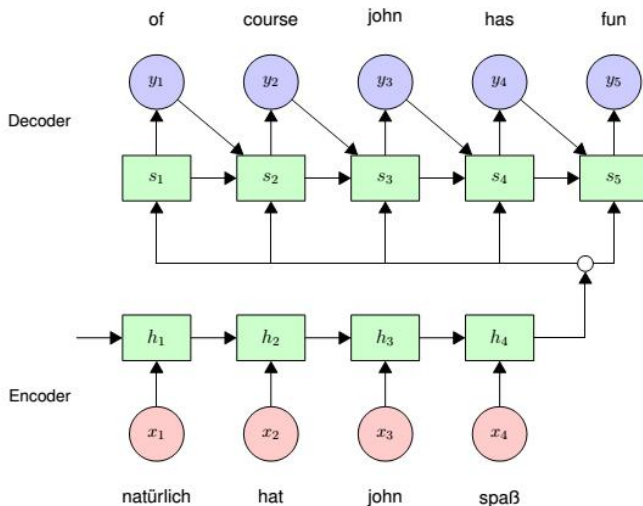 of course john has fun
y₁ y₂ y₃ y₄ y₅
Decoder
s₁ s₂ s₃ s₄ s₅
h₁ h₂ h₃ h₄
Encoder
x₁ x₂ x₃ x₄
natürlich hat john spaß